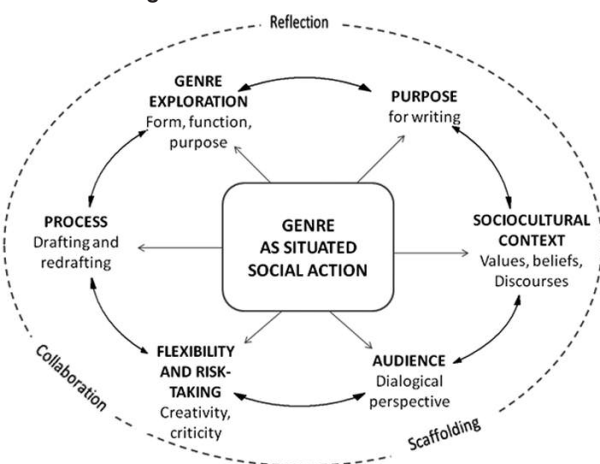 Reflection
GENRE
EXPLORATION
Form, function,
purpose
PURPOSE
for writing
PROCESS
Drafting and
redrafting
GENRE
AS SITUATED
SOCIAL ACTION
SOCIOCULTURAL
CONTEXT
Values, beliefs,
Discourses
FLEXIBILITY
AND RISK-
TAKING
Creativity,
criticity
AUDIENCE
Dialogical
perspective
Collaboration
Scaffolding